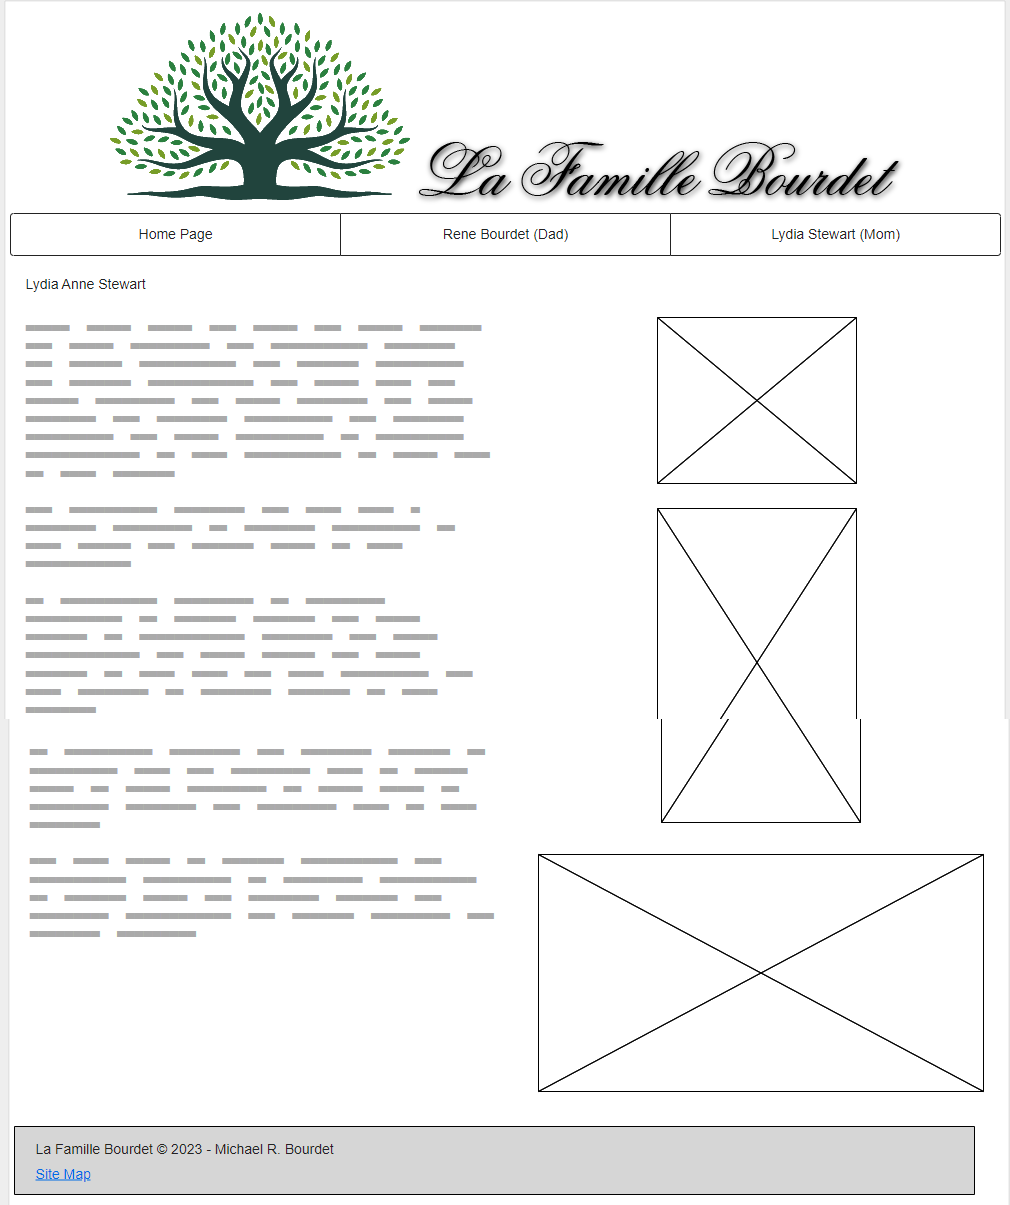 La Famille Bourdet
Home Page
Rene Bourdet (Dad)
Lydia Stewart (Mom)
Lydia Anne Stewart
La Famille Bourdet © 2023 - Michael R. Bourdet
Site Map